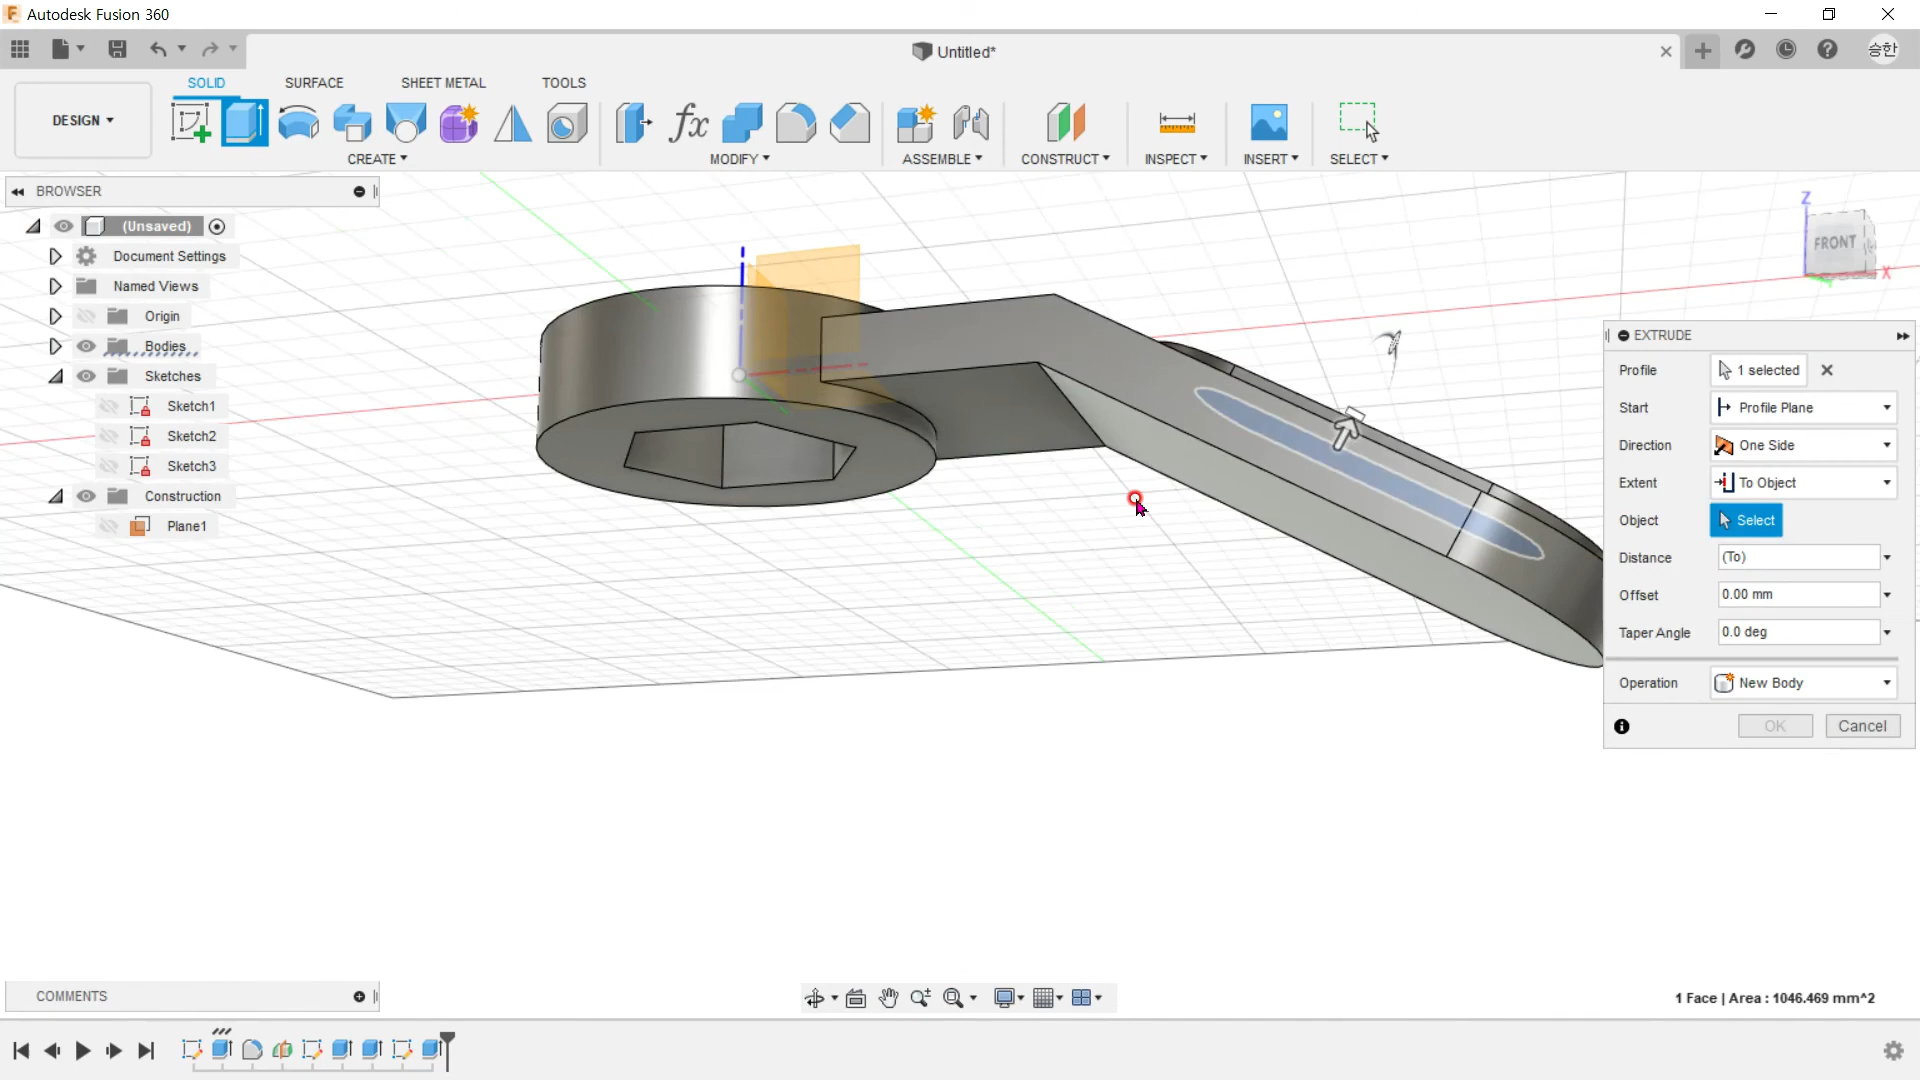 Autodesk Fusion 360
Untitled*
승한
SOLID SURFACE SHEET METAL TOOLS
DESIGN
CREATE MODIFY ASSEMBLE CONSTRUCT INSPECT INSERT SELECT
BROWSER
(Unsaved)
Document Settings
Named Views
Origin
Bodies
Sketches
Sketch1
Sketch2
Sketch3
Construction
Plane1
Z
FRONT
X
EXTRUDE
Profile 1 selected
Start Profile Plane
Direction One Side
Extent To Object
Object Select
Distance (To)
Offset 0.00 mm
Taper Angle 0.0 deg
Operation New Body
OK Cancel
COMMENTS
1 Face | Area : 1046.469 mm^2